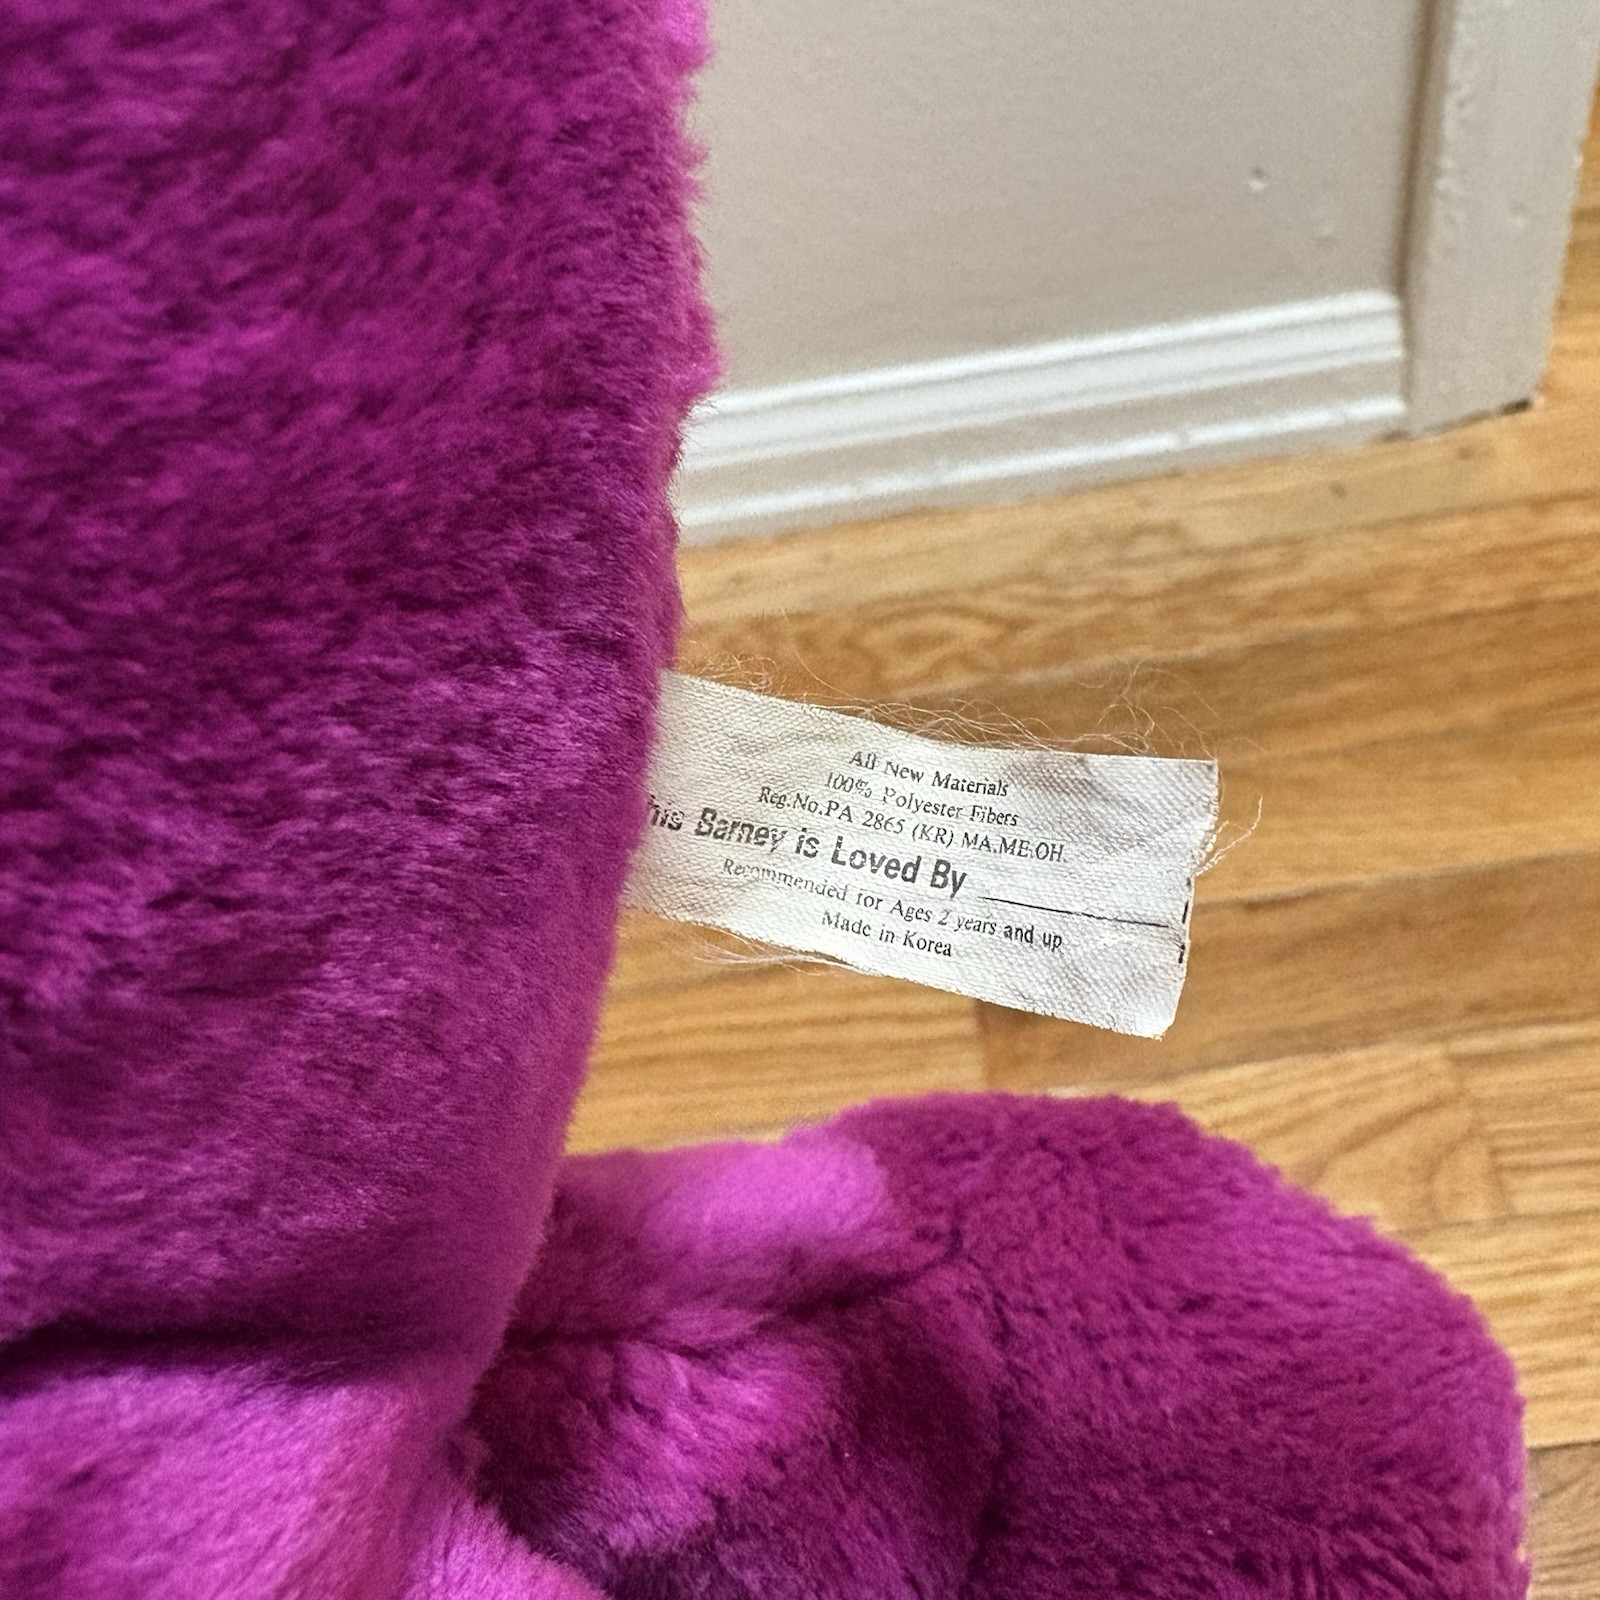 All New Materials
100% Polyester Fibers
Reg.No.PA 2865 (KR) MA.ME.OH.
This Barney is Loved By
Recommended for Ages 2 years and up
Made in Korea